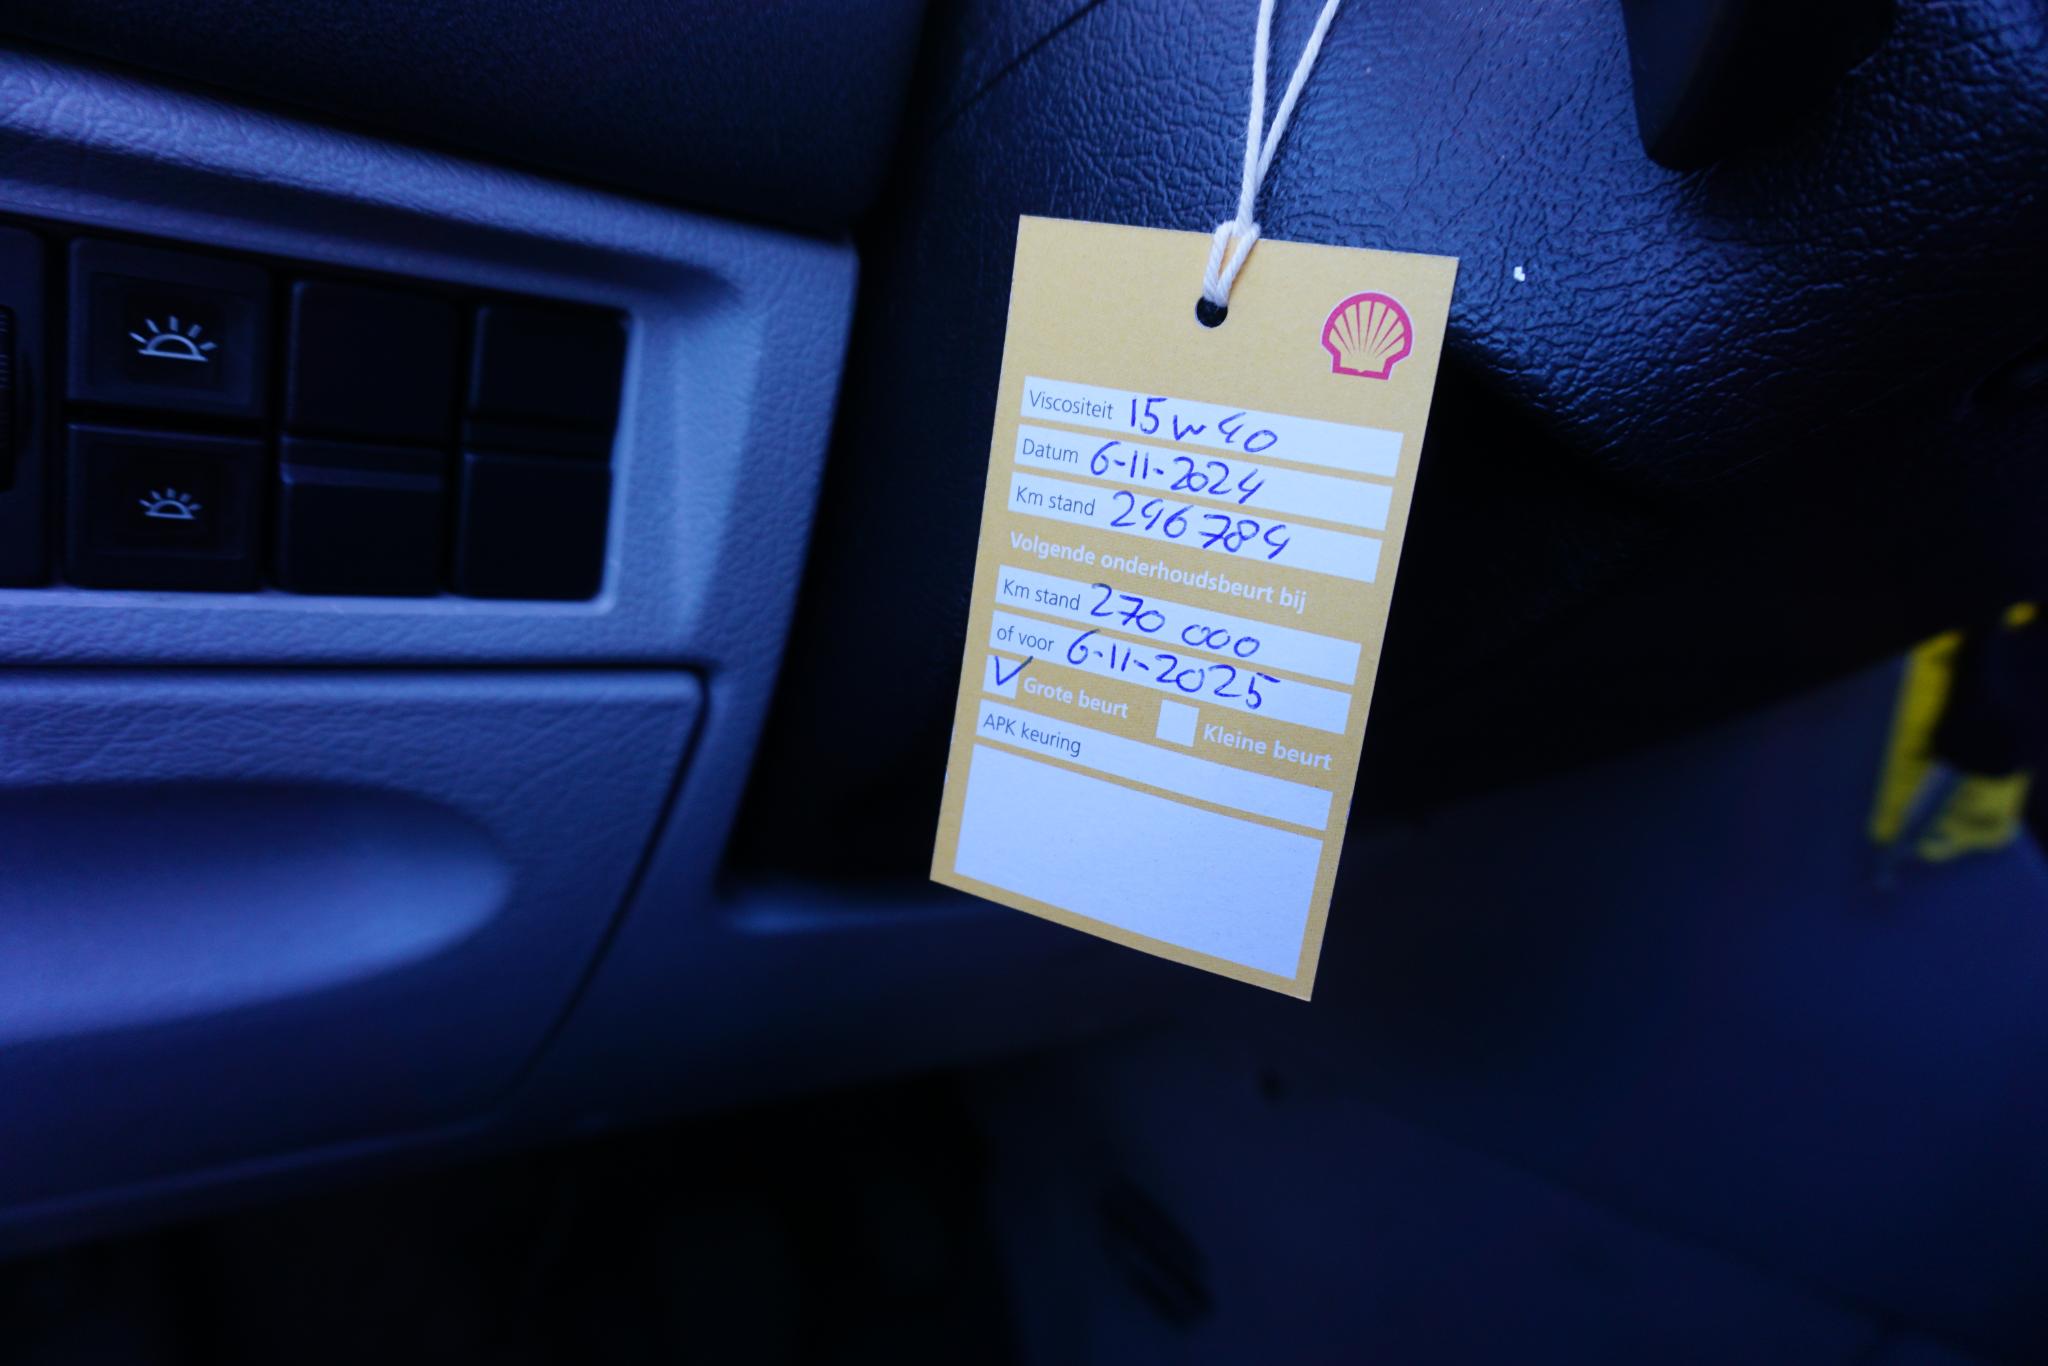 Viscositeit 15w40
Datum 6-11-2024
Km stand 246784
Volgende onderhoudsbeurt bij
Km stand 270 000
of voor 6-11-2025
V Grote beurt Kleine beurt
APK keuring